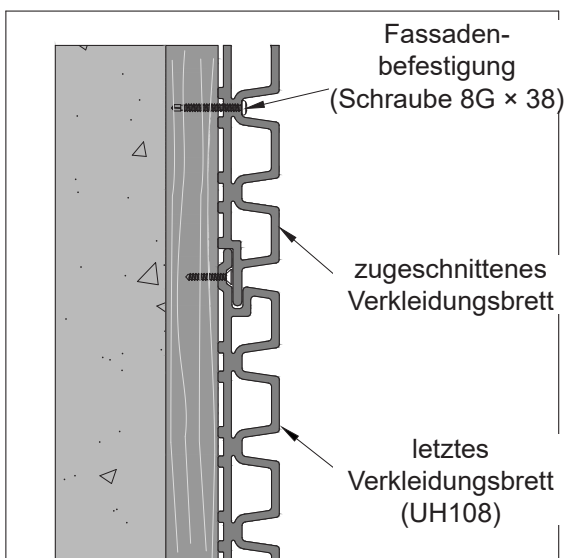 Fassaden-
befestigung
(Schraube 8G × 38)
zugeschnittenes
Verkleidungsbrett
letztes
Verkleidungsbrett
(UH108)